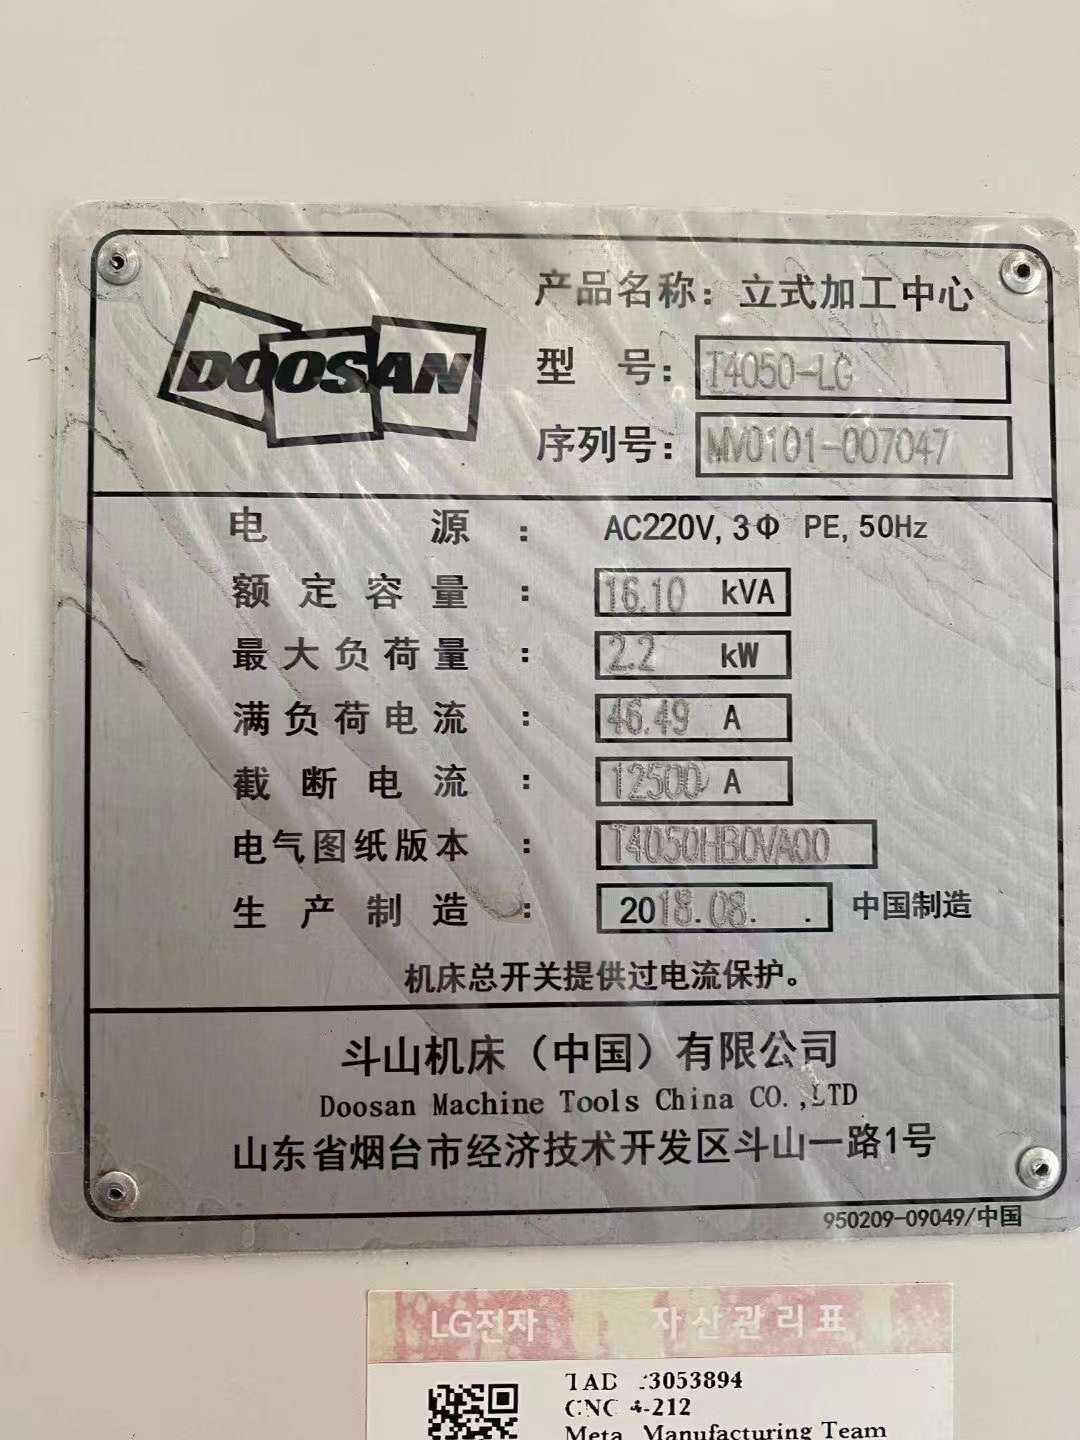 DOOSAN
产品名称：立式加工中心
型 号： T4050-LG
序列号： MV0101-007047
电 源 ： AC220V, 3Φ PE, 50Hz
额定容量 ： 16.10 kVA
最大负荷量 ： 2.2 kW
满负荷电流 ： 46.49 A
截断电流 ： 12500 A
电气图纸版本 ： T4050HB0VA00
生产制造 ： 2018.08. . 中国制造
机床总开关提供过电流保护。
斗山机床（中国）有限公司
Doosan Machine Tools China CO.,LTD
山东省烟台市经济技术开发区斗山一路1号
950209-09049/中国
LG전자 자산관리표
3053894
-212
Manufacturing Team